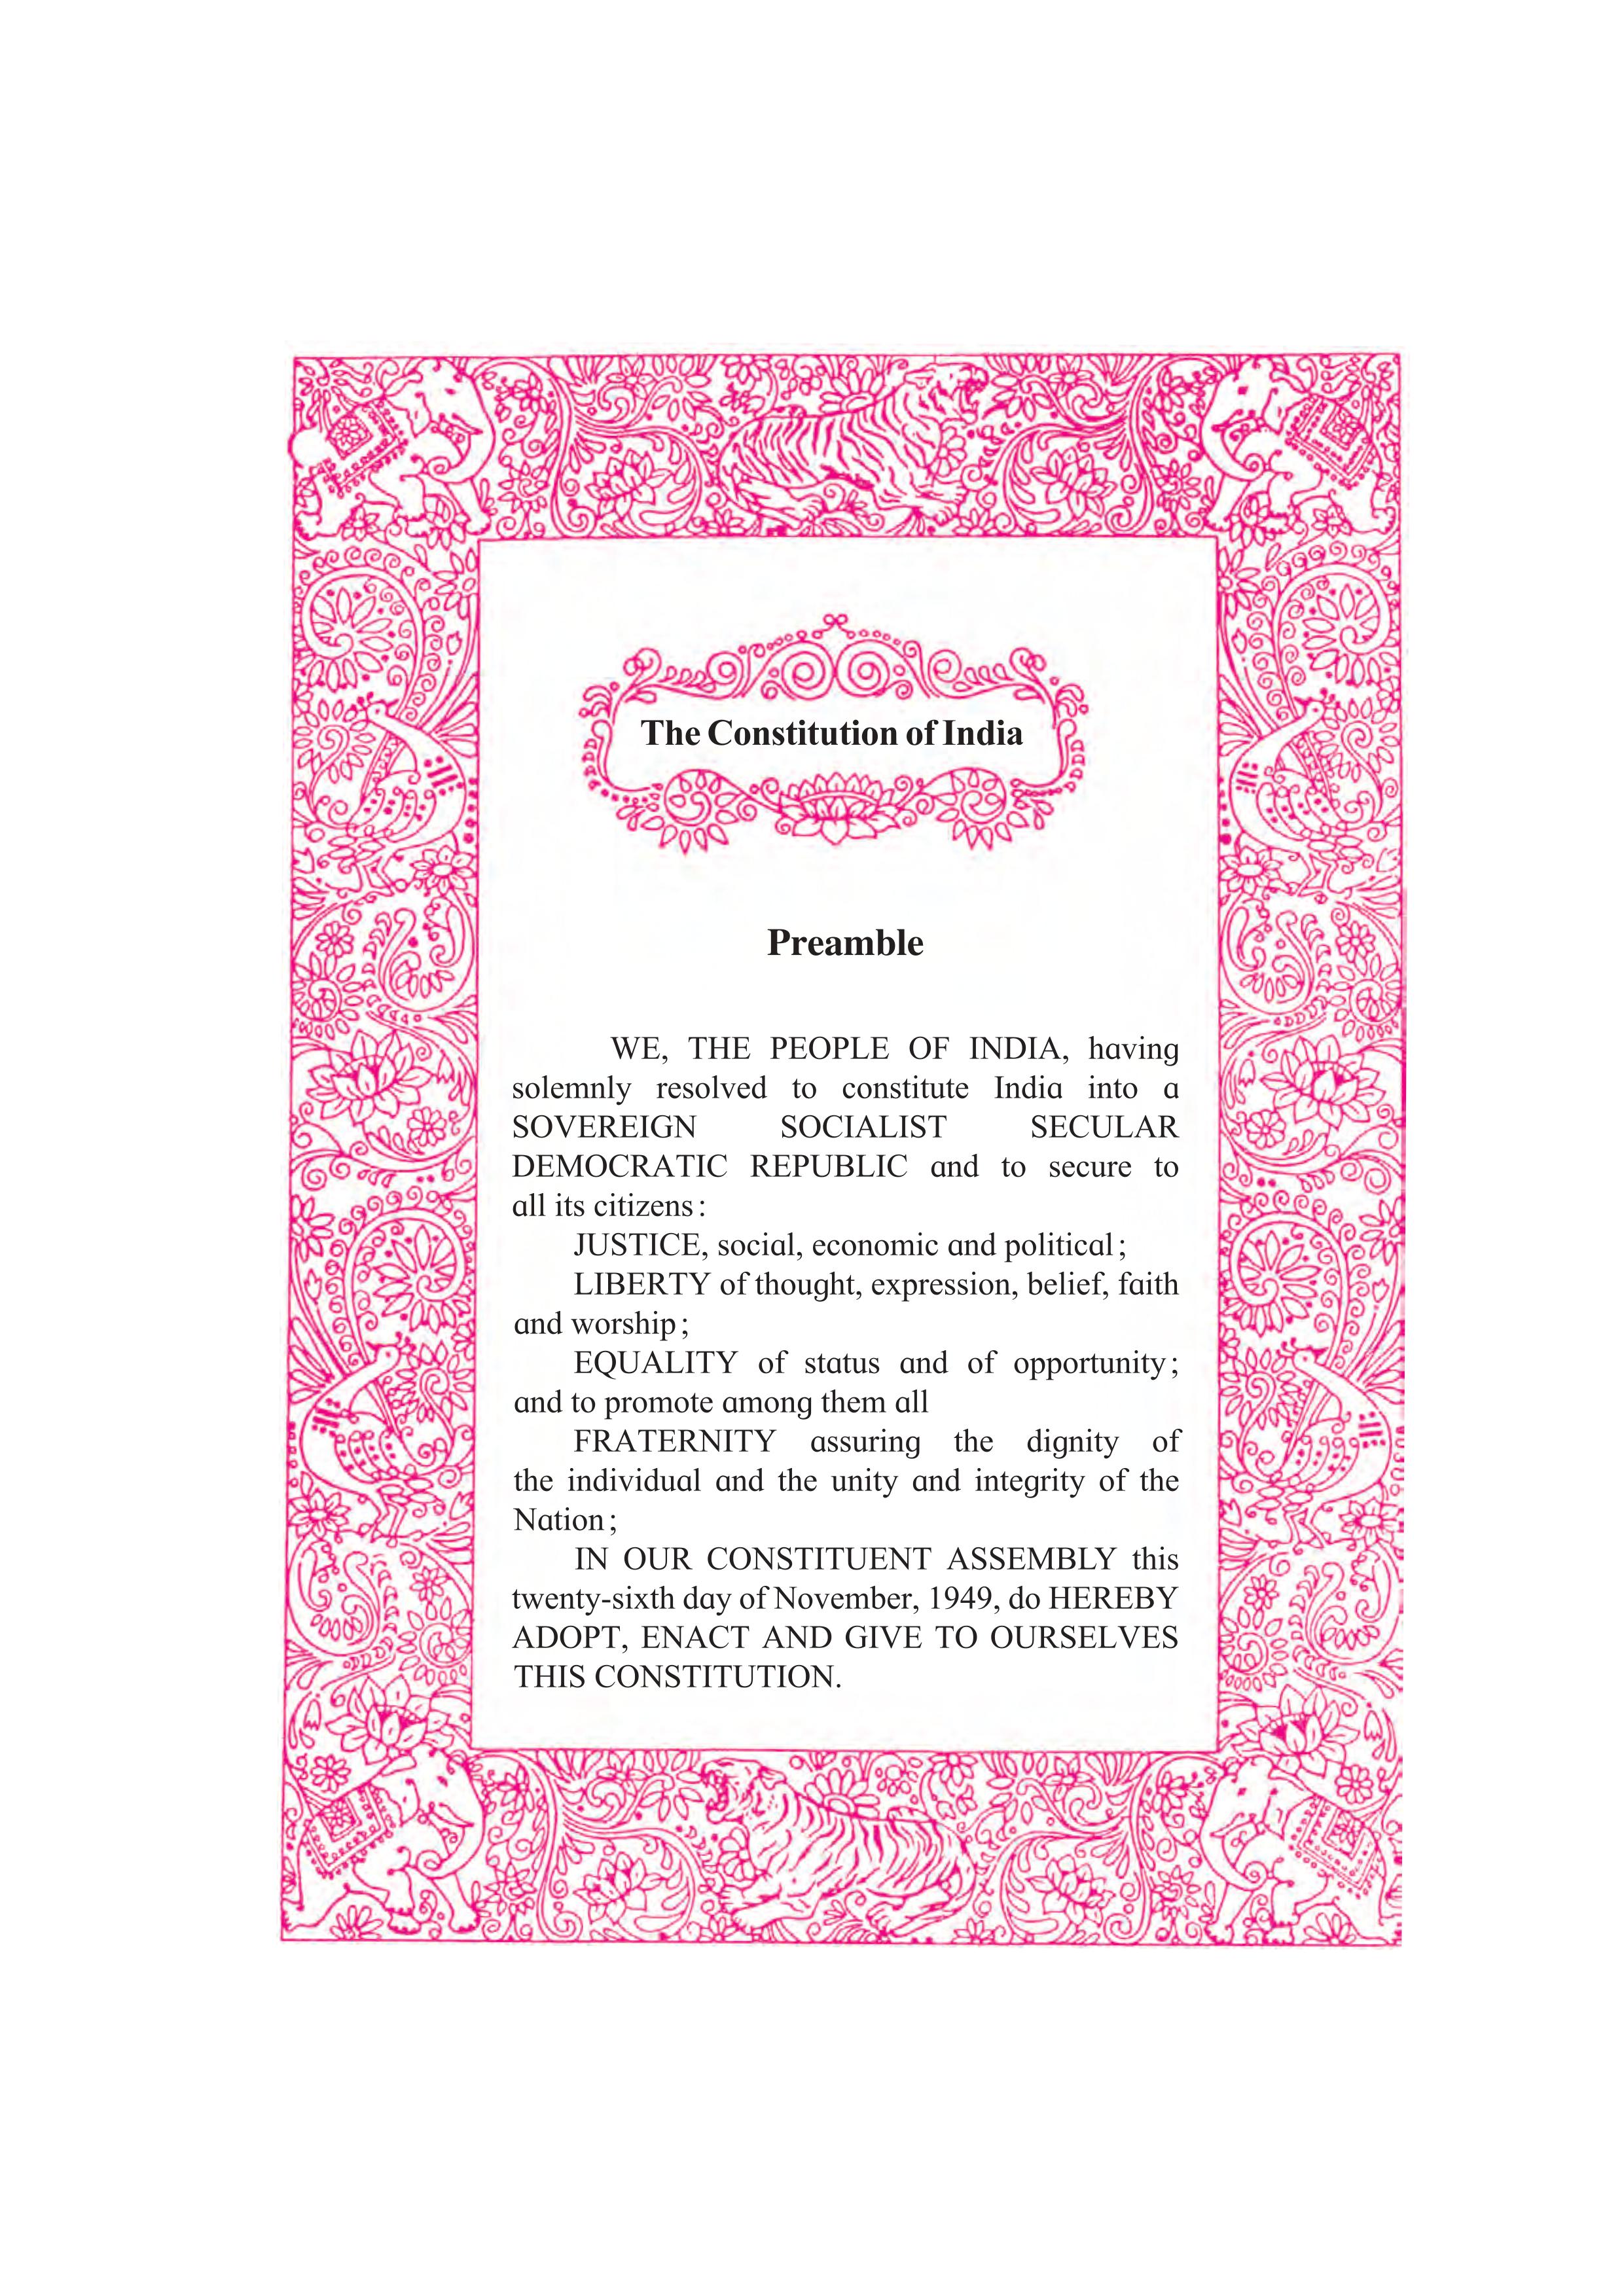 The Constitution of India
Preamble
WE, THE PEOPLE OF INDIA, having
solemnly resolved to constitute India into a
SOVEREIGN SOCIALIST SECULAR
DEMOCRATIC REPUBLIC and to secure to
all its citizens :
JUSTICE, social, economic and political ;
LIBERTY of thought, expression, belief, faith
and worship ;
EQUALITY of status and of opportunity ;
and to promote among them all
FRATERNITY assuring the dignity of
the individual and the unity and integrity of the
Nation ;
IN OUR CONSTITUENT ASSEMBLY this
twenty-sixth day of November, 1949, do HEREBY
ADOPT, ENACT AND GIVE TO OURSELVES
THIS CONSTITUTION.